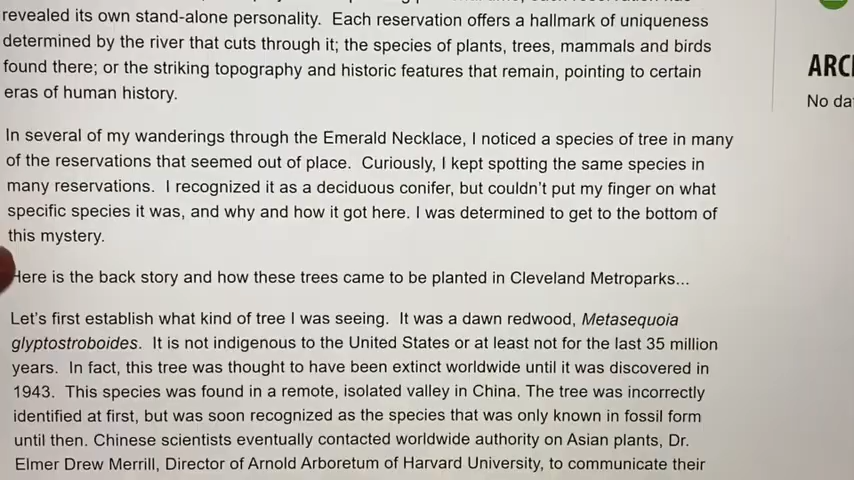 revealed its own stand-alone personality. Each reservation offers a hallmark of uniqueness
determined by the river that cuts through it; the species of plants, trees, mammals and birds
found there; or the striking topography and historic features that remain, pointing to certain
eras of human history.
In several of my wanderings through the Emerald Necklace, I noticed a species of tree in many
of the reservations that seemed out of place. Curiously, I kept spotting the same species in
many reservations. I recognized it as a deciduous conifer, but couldn't put my finger on what
specific species it was, and why and how it got here. I was determined to get to the bottom of
this mystery.
Here is the back story and how these trees came to be planted in Cleveland Metroparks...
Let's first establish what kind of tree I was seeing. It was a dawn redwood, Metasequoia
glyptostroboides. It is not indigenous to the United States or at least not for the last 35 million
years. In fact, this tree was thought to have been extinct worldwide until it was discovered in
1943. This species was found in a remote, isolated valley in China. The tree was incorrectly
identified at first, but was soon recognized as the species that was only known in fossil form
until then. Chinese scientists eventually contacted worldwide authority on Asian plants, Dr.
Elmer Drew Merrill, Director of Arnold Arboretum of Harvard University, to communicate their
ARC
No da